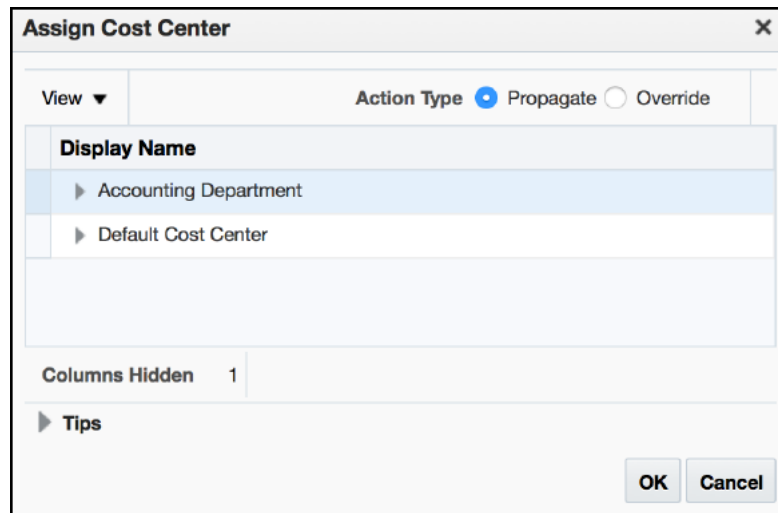 Assign Cost Center
View Action Type Propagate Override
Display Name
Accounting Department
Default Cost Center
Columns Hidden 1
Tips
OK Cancel